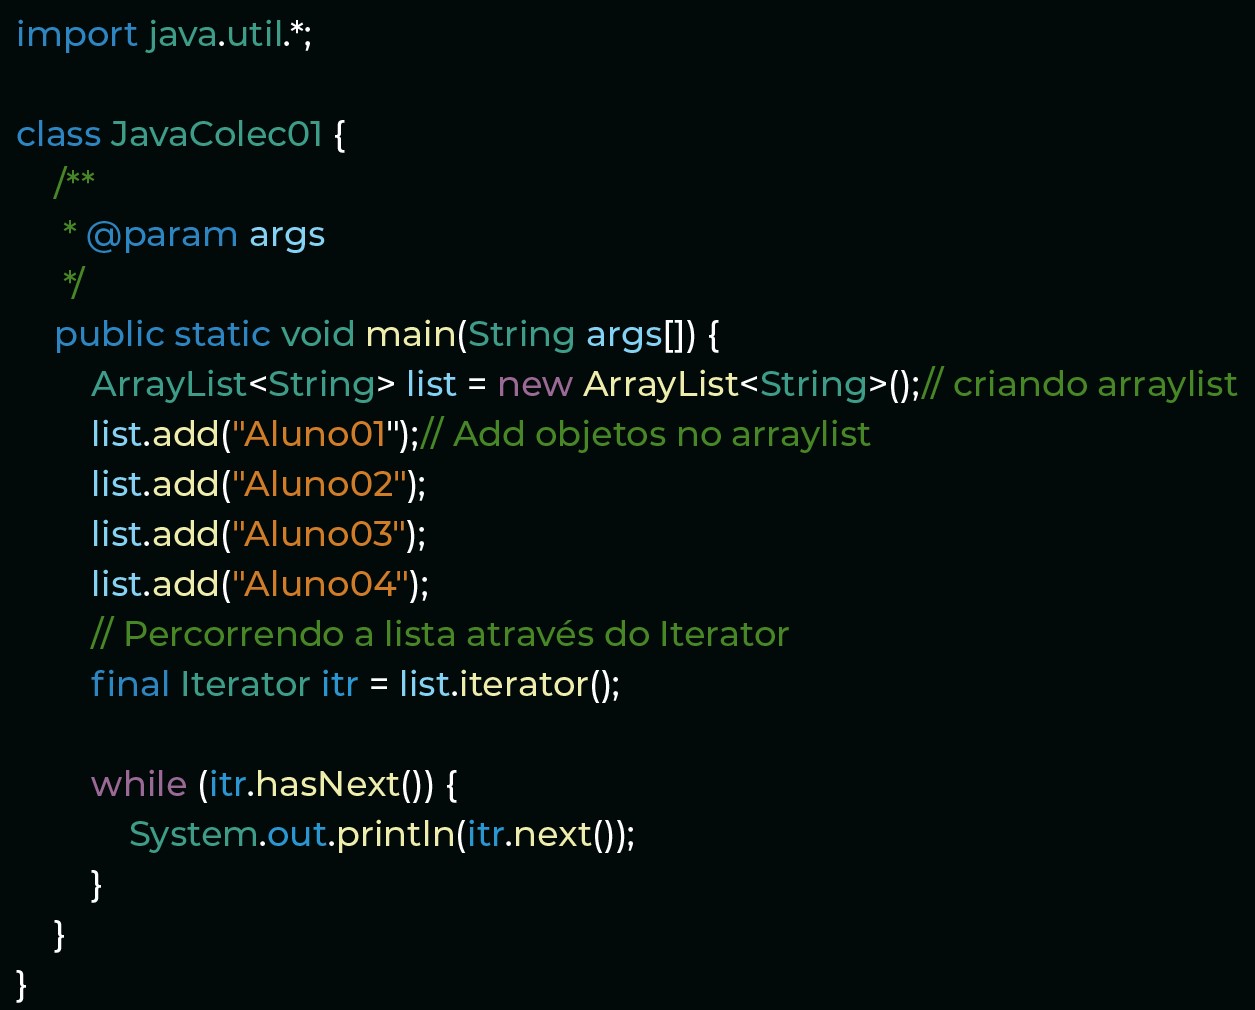 import java.util.*;

class JavaColec01 {
    /**
     * @param args
     */
    public static void main(String args[]) {
        ArrayList<String> list = new ArrayList<String>();// criando arraylist
        list.add("Aluno01");// Add objetos no arraylist
        list.add("Aluno02");
        list.add("Aluno03");
        list.add("Aluno04");
        // Percorrendo a lista através do Iterator
        final Iterator itr = list.iterator();

        while (itr.hasNext()) {
            System.out.println(itr.next());
        }
    }
}